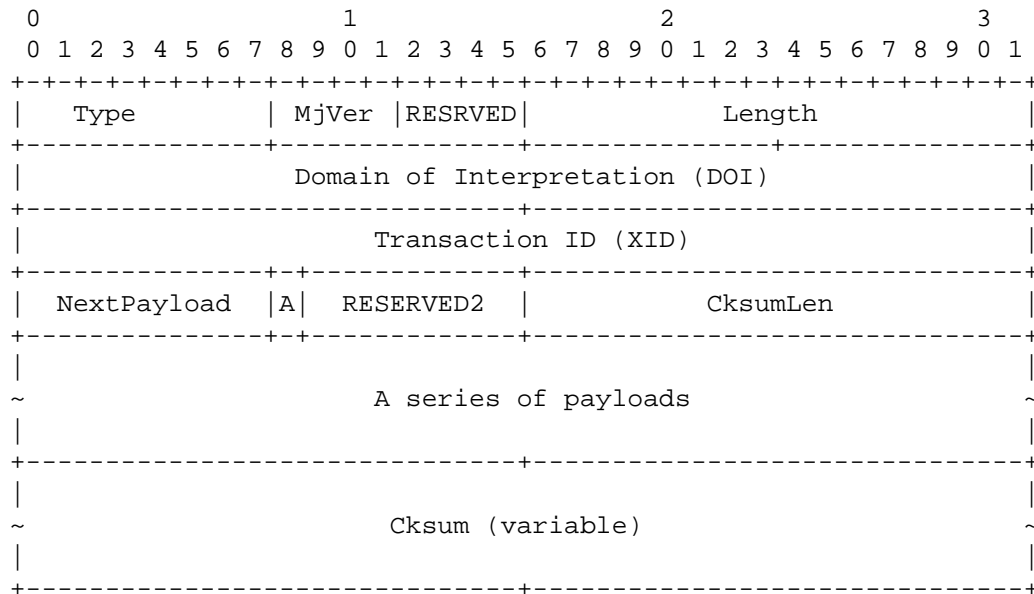 0                   1                   2                   3
0 1 2 3 4 5 6 7 8 9 0 1 2 3 4 5 6 7 8 9 0 1 2 3 4 5 6 7 8 9 0 1
+-+-+-+-+-+-+-+-+-+-+-+-+-+-+-+-+-+-+-+-+-+-+-+-+-+-+-+-+-+-+-+-+
|   Type        | MjVer |RESRVED|            Length             |
+---------------+---------------+---------------+---------------+
|                 Domain of Interpretation (DOI)                |
+-------------------------------+-------------------------------+
|                      Transaction ID (XID)                     |
+---------------+-+-------------+-------------------------------+
|  NextPayload  |A|  RESERVED2  |           CksumLen            |
+---------------+-+-------------+-------------------------------+
|                                                               |
~                      A series of payloads                     ~
|                                                               |
+-------------------------------+-------------------------------+
|                                                               |
~                       Cksum (variable)                        ~
|                                                               |
+-------------------------------+-------------------------------+